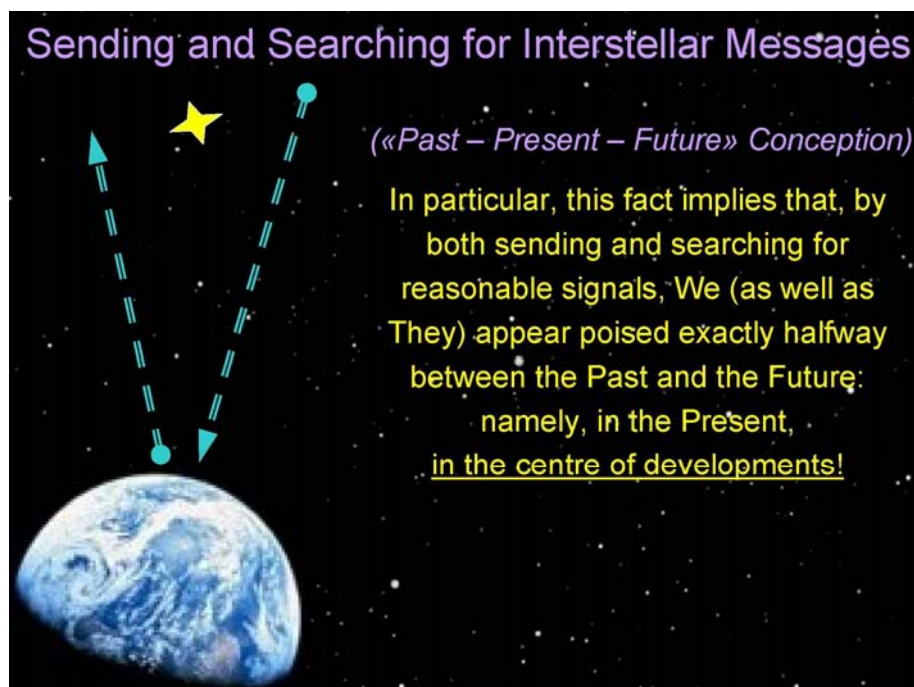 Sending and Searching for Interstellar Messages
(«Past – Present – Future» Conception)
In particular, this fact implies that, by
both sending and searching for
reasonable signals, We (as well as
They) appear poised exactly halfway
between the Past and the Future:
namely, in the Present,
in the centre of developments!